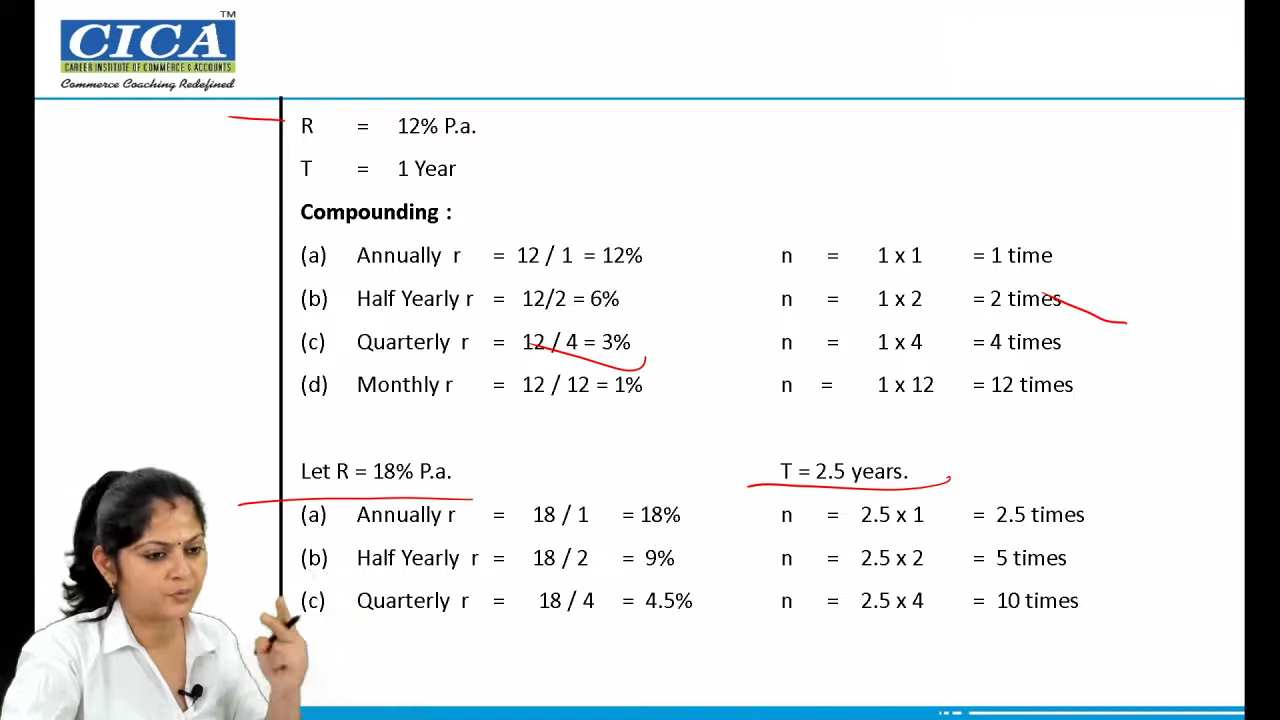 TM
CICA
CAREER INSTITUTE OF COMMERCE & ACCOUNTS
Commerce Coaching Redefined
R = 12% P.a.
T = 1 Year
Compounding :
(a) Annually r = 12 / 1 = 12% n = 1 x 1 = 1 time
(b) Half Yearly r = 12/2 = 6% n = 1 x 2 = 2 times
(c) Quarterly r = 12 / 4 = 3% n = 1 x 4 = 4 times
(d) Monthly r = 12 / 12 = 1% n = 1 x 12 = 12 times
Let R = 18% P.a. T = 2.5 years.
(a) Annually r = 18 / 1 = 18% n = 2.5 x 1 = 2.5 times
(b) Half Yearly r = 18 / 2 = 9% n = 2.5 x 2 = 5 times
(c) Quarterly r = 18 / 4 = 4.5% n = 2.5 x 4 = 10 times